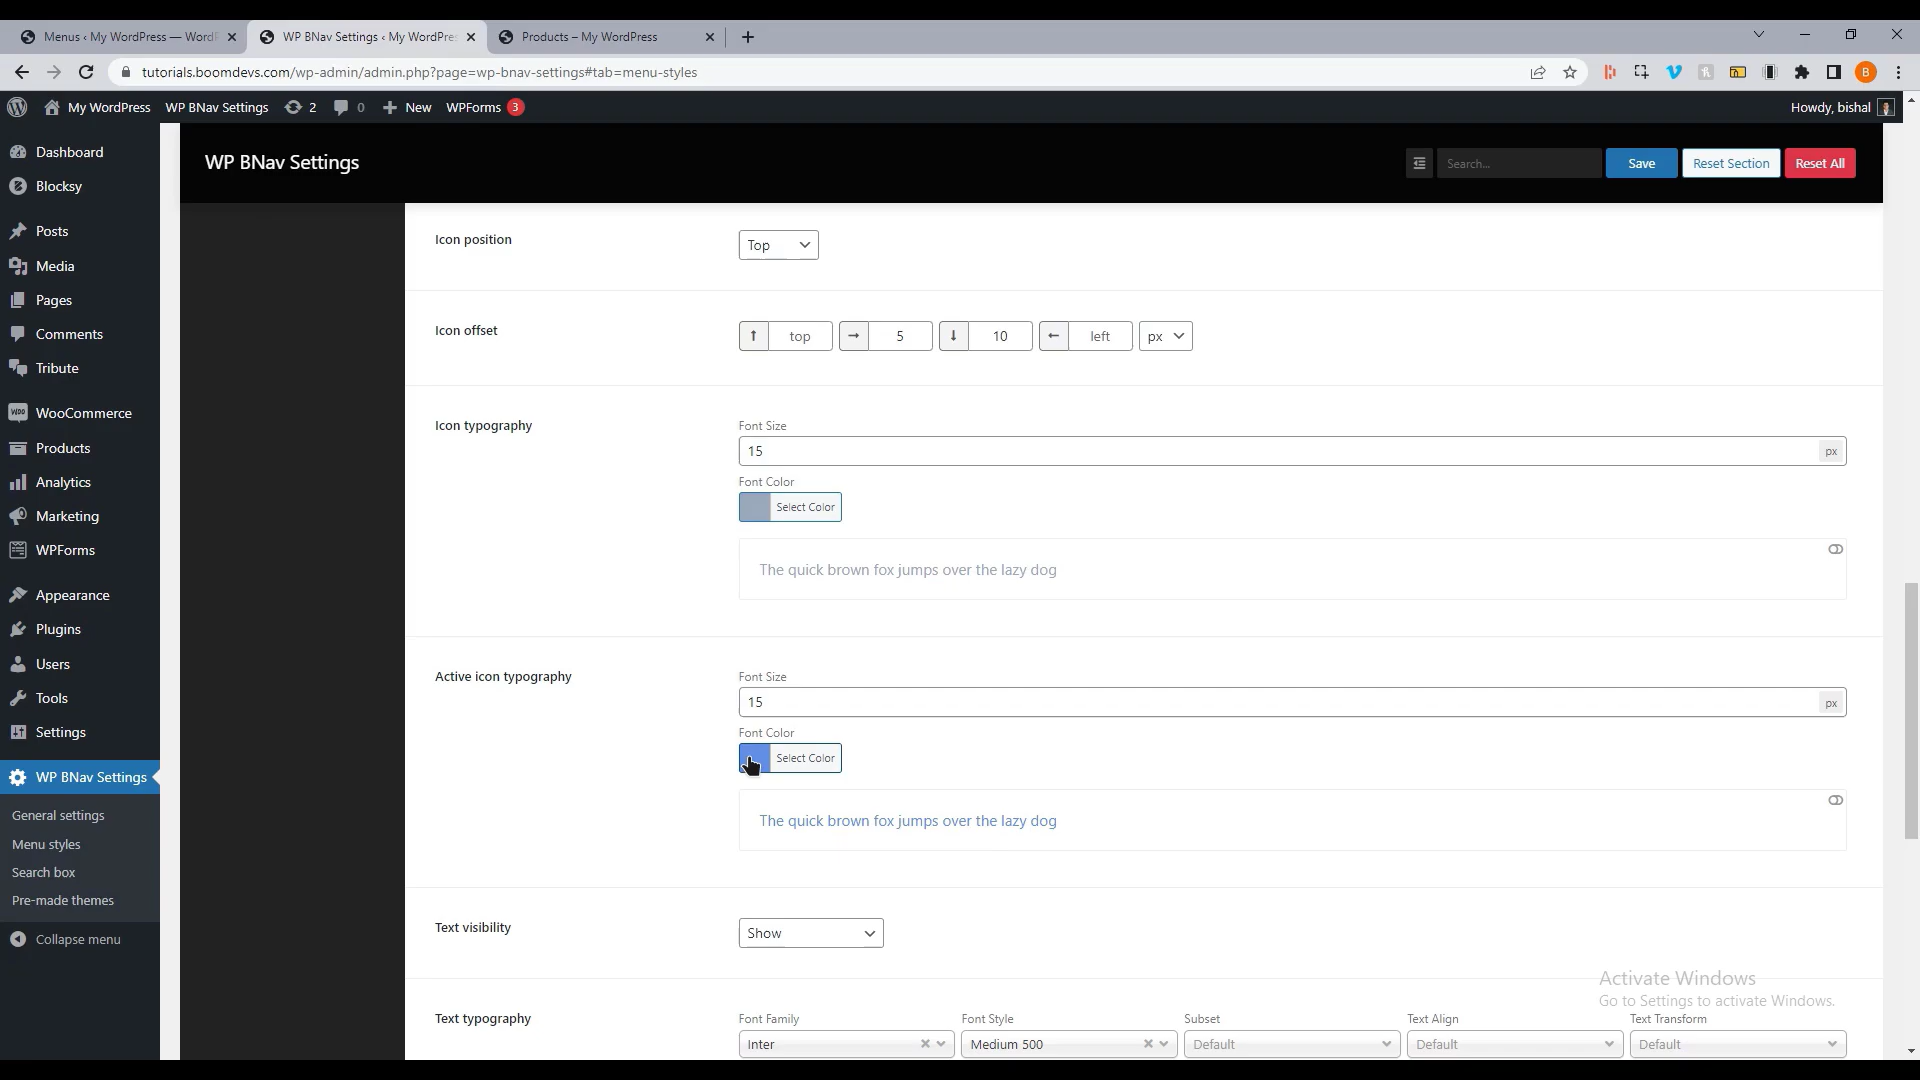 Menus ‹ My WordPress — WordP
WP BNav Settings ‹ My WordPres
Products – My WordPress
tutorials.boomdevs.com/wp-admin/admin.php?page=wp-bnav-settings#tab=menu-styles
B
My WordPress
WP BNav Settings
2
0
New
WPForms
3
Howdy, bishal
Dashboard
Blocksy
Posts
Media
Pages
Comments
Tribute
WooCommerce
Products
Analytics
Marketing
WPForms
Appearance
Plugins
Users
Tools
Settings
WP BNav Settings
General settings
Menu styles
Search box
Pre-made themes
Collapse menu
WP BNav Settings
Search...
Save
Reset Section
Reset All
Icon position
Top
Icon offset
top
5
10
left
px
Icon typography
Font Size
15
px
Font Color
Select Color
The quick brown fox jumps over the lazy dog
Active icon typography
Font Size
15
px
Font Color
Select Color
The quick brown fox jumps over the lazy dog
Text visibility
Show
Activate Windows
Go to Settings to activate Windows.
Text typography
Font Family
Font Style
Subset
Text Align
Text Transform
Inter
Medium 500
Default
Default
Default